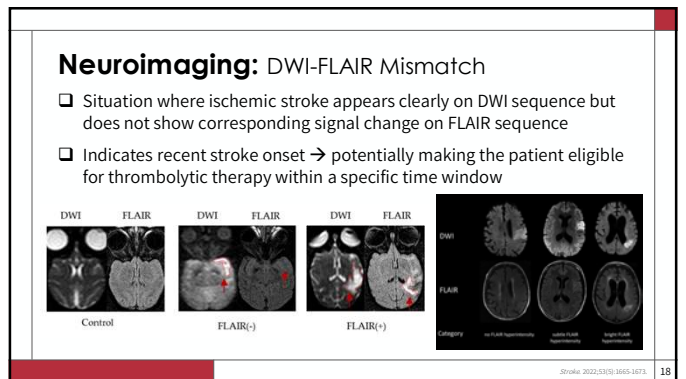 Neuroimaging: DWI-FLAIR Mismatch
❑ Situation where ischemic stroke appears clearly on DWI sequence but
does not show corresponding signal change on FLAIR sequence
❑ Indicates recent stroke onset → potentially making the patient eligible
for thrombolytic therapy within a specific time window
DWI FLAIR DWI FLAIR DWI FLAIR
Control FLAIR(-) FLAIR(+)
DWI
FLAIR
Category no FLAIR hyperintensity subtle FLAIR hyperintensity bright FLAIR hyperintensity
Stroke. 2022;53(5):1665-1673. 18